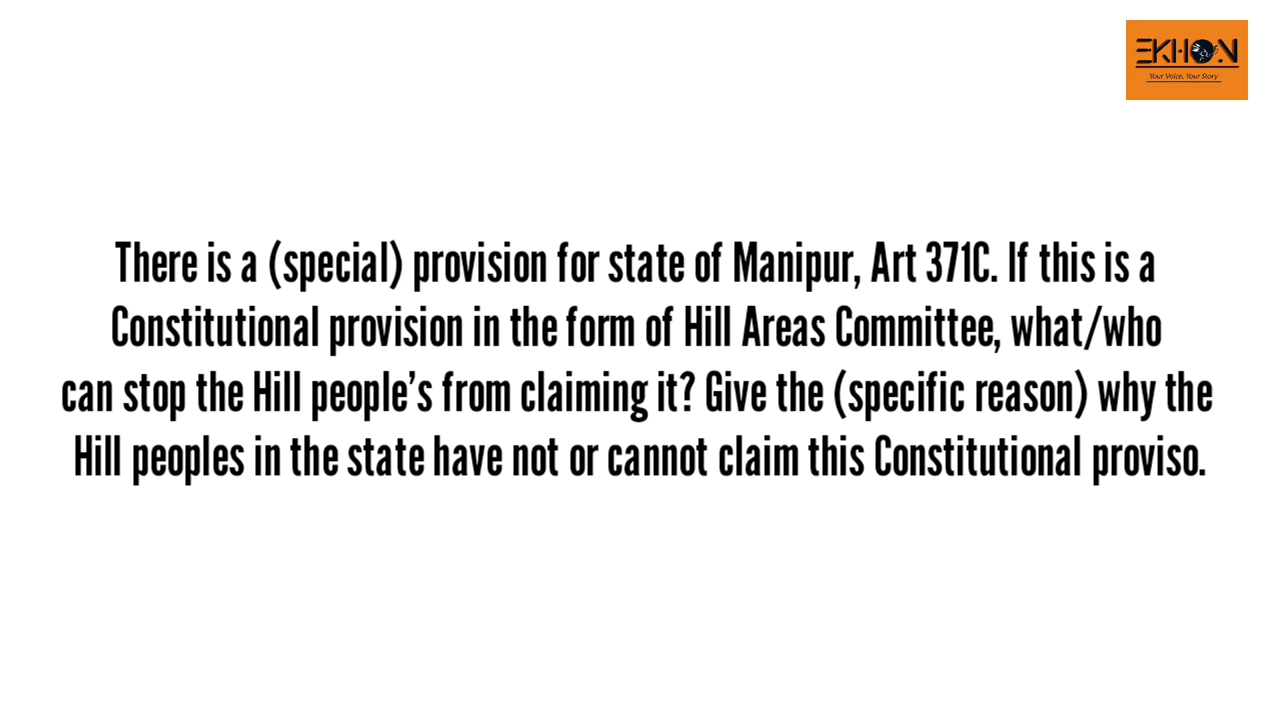 EKHON
Your Voice, Your Story
There is a (special) provision for state of Manipur, Art 371C. If this is a
Constitutional provision in the form of Hill Areas Committee, what/who
can stop the Hill people’s from claiming it? Give the (specific reason) why the
Hill peoples in the state have not or cannot claim this Constitutional proviso.